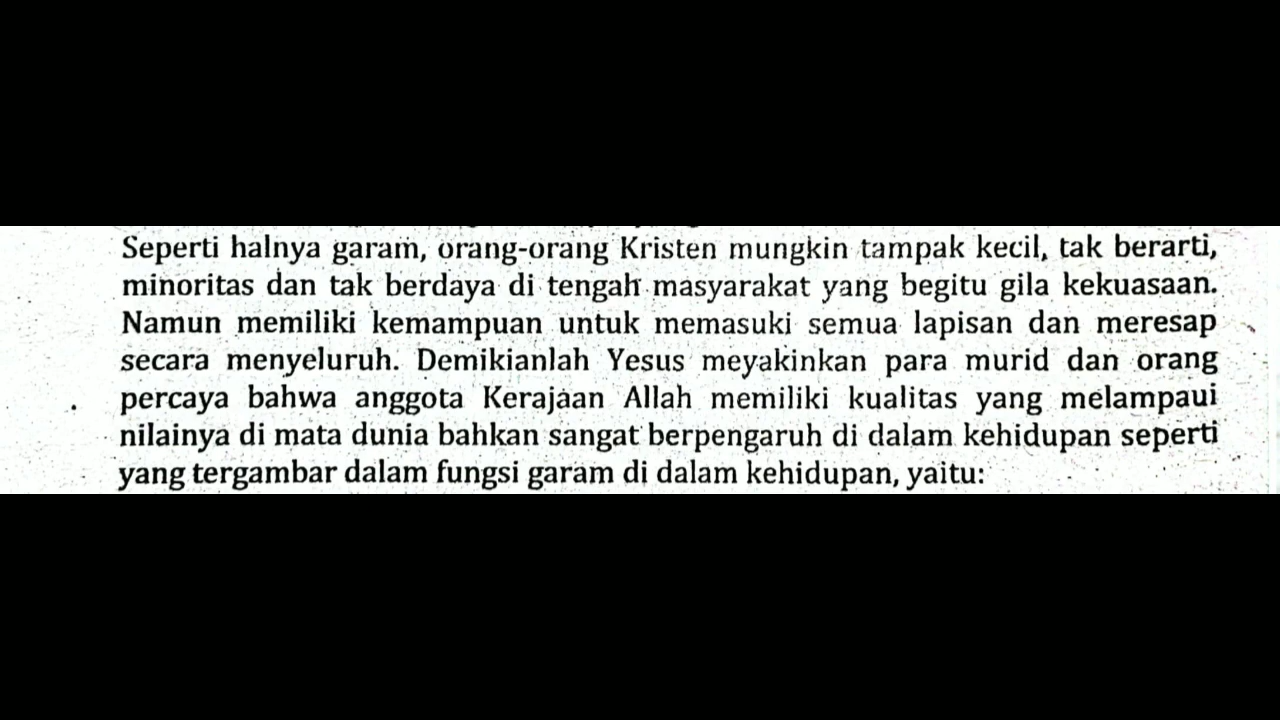 Seperti halnya garam, orang-orang Kristen mungkin tampak kecil, tak berarti,
minoritas dan tak berdaya di tengah masyarakat yang begitu gila kekuasaan.
Namun memiliki kemampuan untuk memasuki semua lapisan dan meresap
secara menyeluruh. Demikianlah Yesus meyakinkan para murid dan orang
percaya bahwa anggota Kerajaan Allah memiliki kualitas yang melampaui
nilainya di mata dunia bahkan sangat berpengaruh di dalam kehidupan seperti
yang tergambar dalam fungsi garam di dalam kehidupan, yaitu: